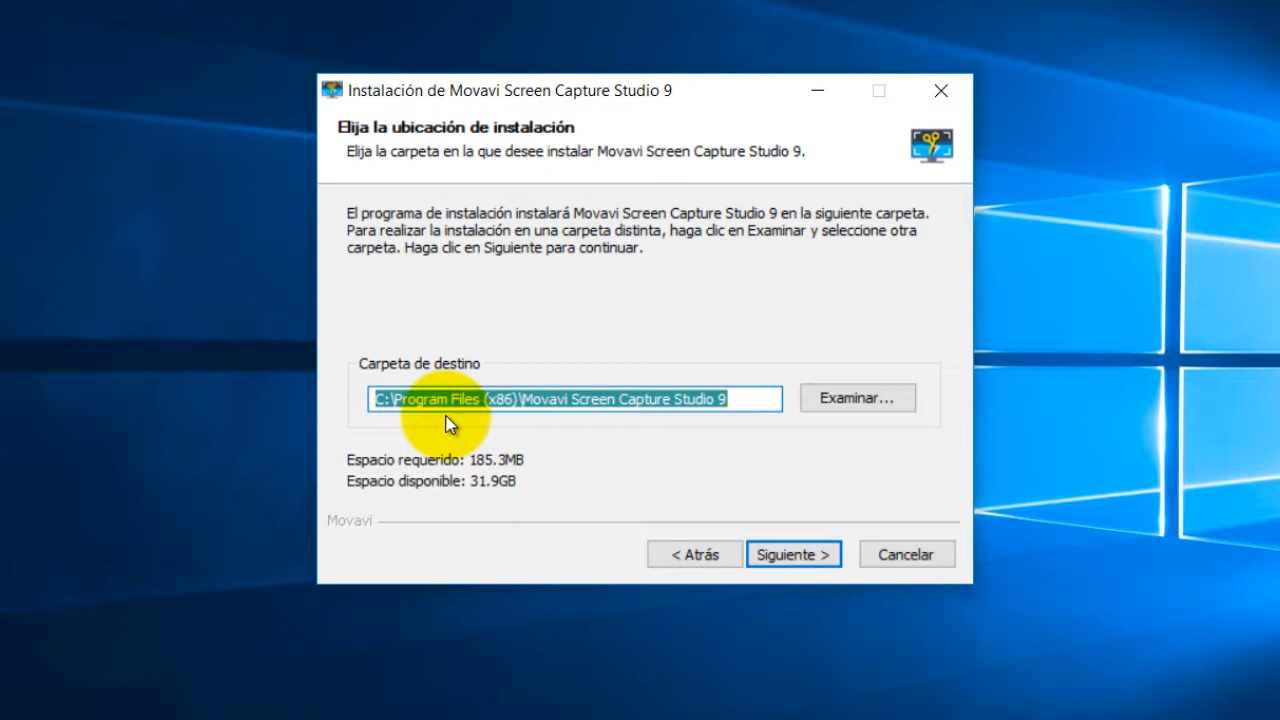 Instalación de Movavi Screen Capture Studio 9
Elija la ubicación de instalación
Elija la carpeta en la que desee instalar Movavi Screen Capture Studio 9.
El programa de instalación instalará Movavi Screen Capture Studio 9 en la siguiente carpeta.
Para realizar la instalación en una carpeta distinta, haga clic en Examinar y seleccione otra
carpeta. Haga clic en Siguiente para continuar.
Carpeta de destino
C:\Program Files (x86)\Movavi Screen Capture Studio 9
Examinar...
Espacio requerido: 185.3MB
Espacio disponible: 31.9GB
Movavi
< Atrás
Siguiente >
Cancelar